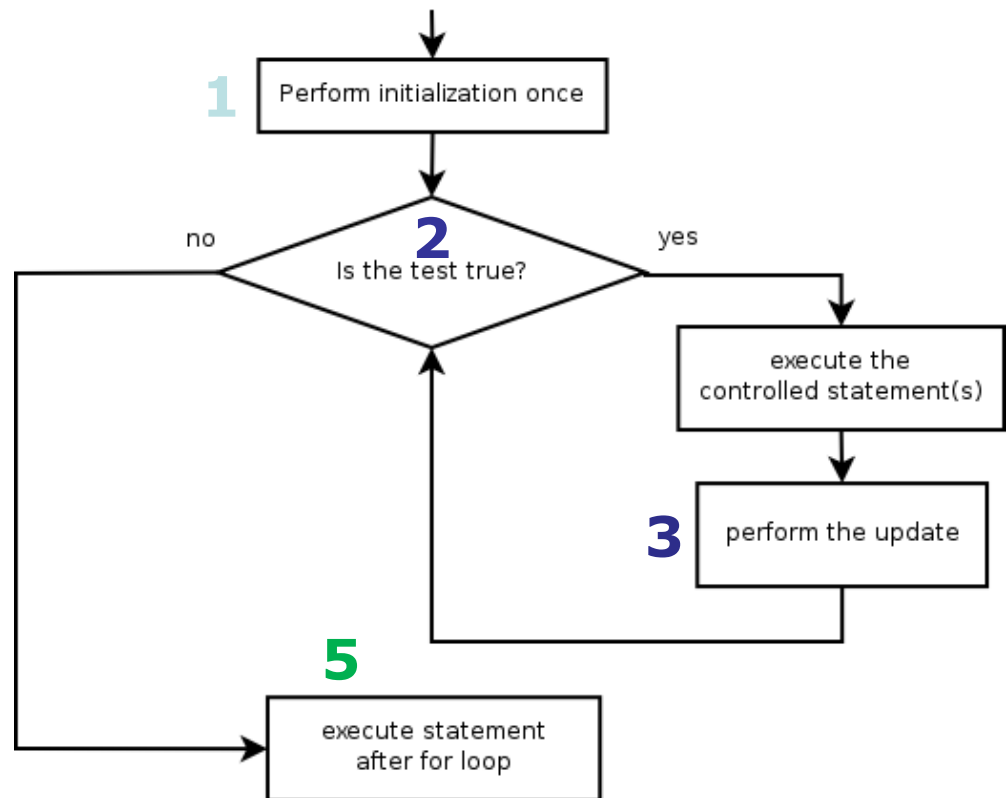 1
Perform initialization once
2
no
yes
Is the test true?
execute the
controlled statement(s)
3
perform the update
5
execute statement
after for loop